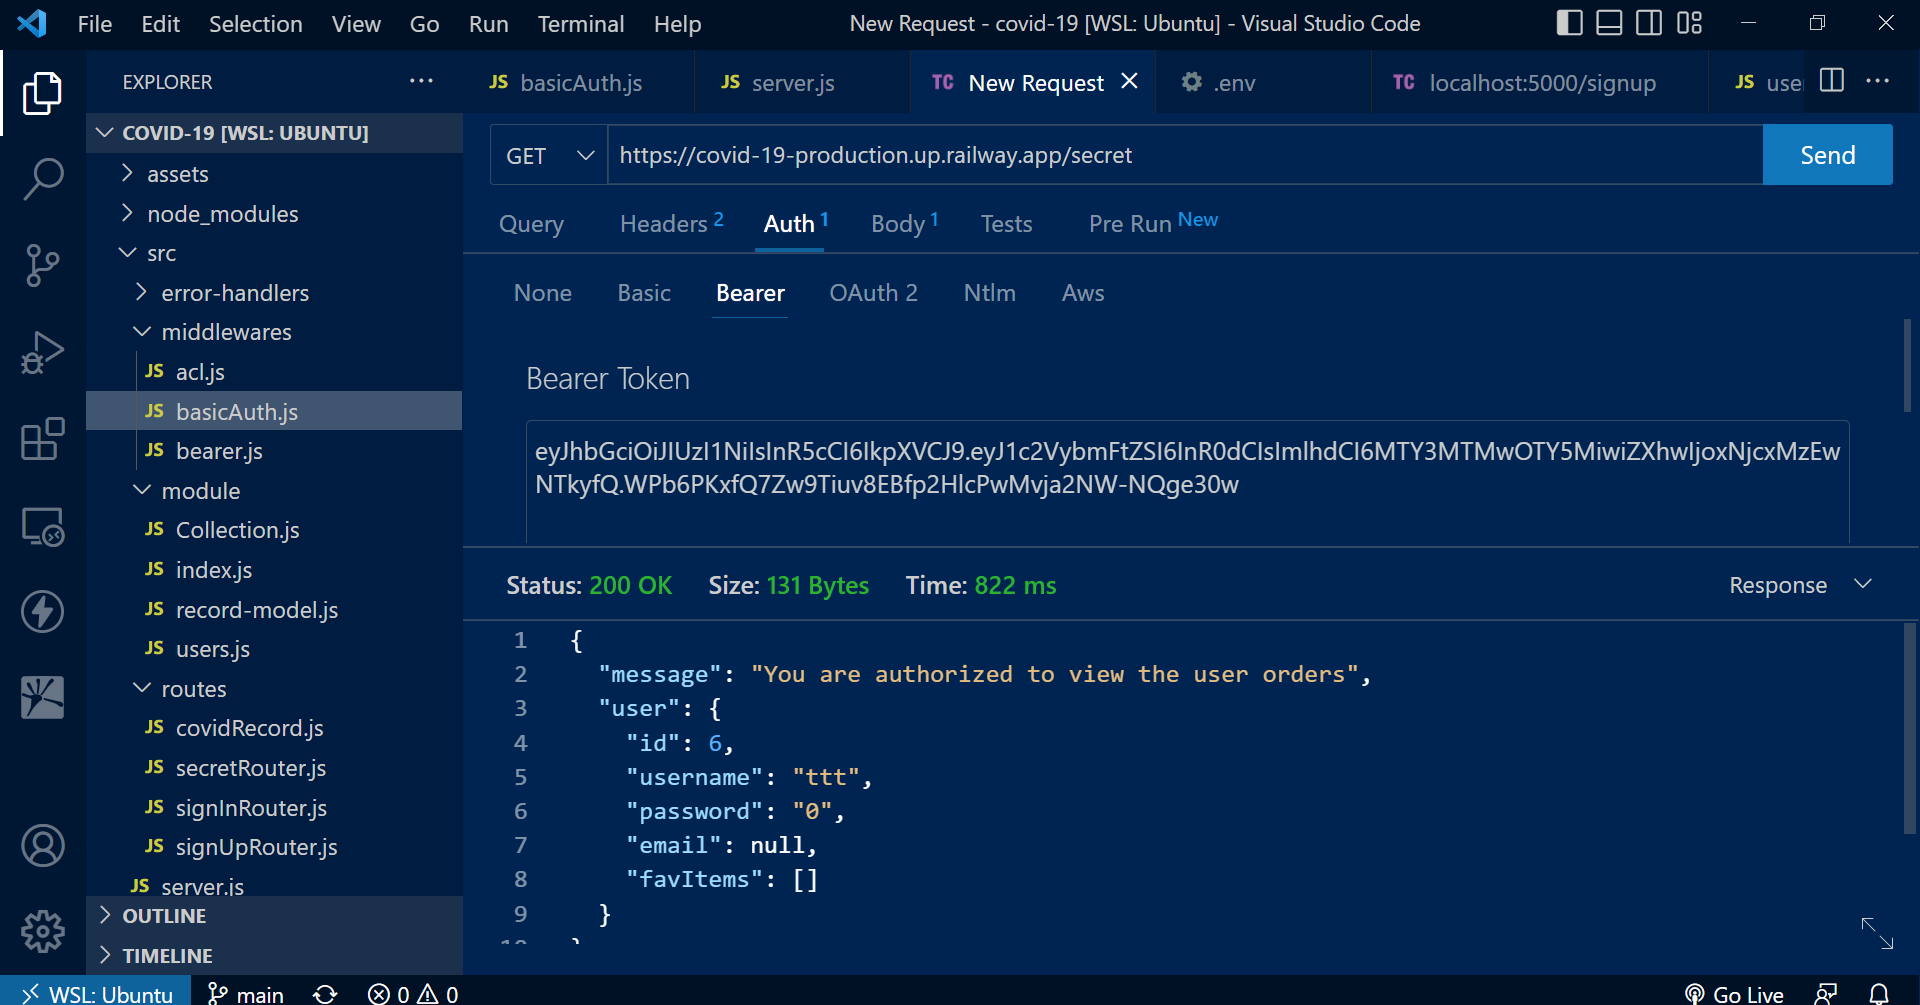 File Edit Selection View Go Run Terminal Help New Request - covid-19 [WSL: Ubuntu] - Visual Studio Code
EXPLORER ···
JS basicAuth.js JS server.js TC New Request .env TC localhost:5000/signup JS use ···
COVID-19 [WSL: UBUNTU]
assets
node_modules
src
error-handlers
middlewares
JS acl.js
JS basicAuth.js
JS bearer.js
module
JS Collection.js
JS index.js
JS record-model.js
JS users.js
routes
JS covidRecord.js
JS secretRouter.js
JS signInRouter.js
JS signUpRouter.js
JS server.js
OUTLINE
TIMELINE
GET https://covid-19-production.up.railway.app/secret Send
Query Headers 2 Auth 1 Body 1 Tests Pre Run New
None Basic Bearer OAuth 2 Ntlm Aws
Bearer Token
eyJhbGciOiJIUzI1NiIsInR5cCI6IkpXVCJ9.eyJ1c2VybmFtZSI6InR0dCIsImlhdCI6MTY3MTMwOTY5MiwiZXhwIjoxNjcxMzEw
NTkyfQ.WPb6PKxfQ7Zw9Tiuv8EBfp2HlcPwMvja2NW-NQge30w
Status: 200 OK Size: 131 Bytes Time: 822 ms Response
1 {
2 "message": "You are authorized to view the user orders",
3 "user": {
4 "id": 6,
5 "username": "ttt",
6 "password": "0",
7 "email": null,
8 "favItems": []
9 }
10 }
WSL: Ubuntu main 0 0 Go Live